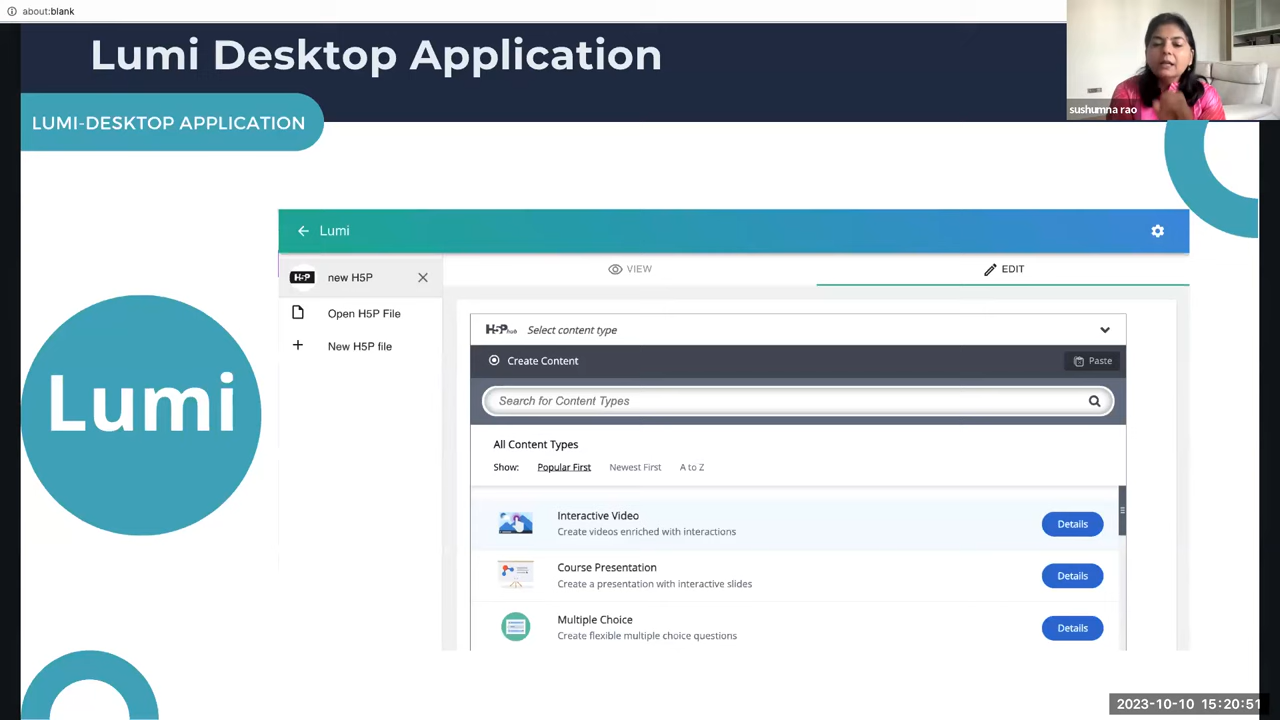 about:blank
Lumi Desktop Application
sushumna rao
LUMI-DESKTOP APPLICATION
Lumi
Lumi
H5P new H5P
Open H5P File
New H5P file
VIEW
EDIT
H5P hub Select content type
Create Content
Paste
Search for Content Types
All Content Types
Show: Popular First Newest First A to Z
Interactive Video
Create videos enriched with interactions
Details
Course Presentation
Create a presentation with interactive slides
Details
Multiple Choice
Create flexible multiple choice questions
Details
2023-10-10 15:20:51